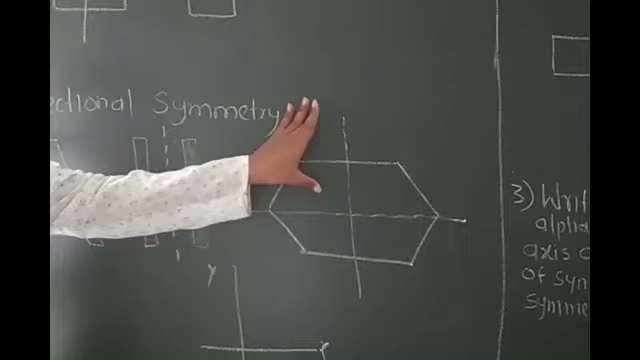 ectional Symmetry
3) Writ
alpha
axis o
of Sym
Symme
y
x